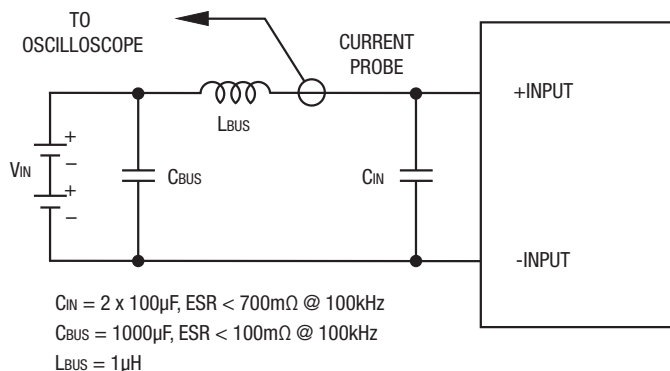 TO
OSCILLOSCOPE
CURRENT
PROBE
+INPUT
LBUS
+
VIN
−
+
−
CBUS
CIN
-INPUT
CIN = 2 x 100µF, ESR < 700mΩ @ 100kHz
CBUS = 1000µF, ESR < 100mΩ @ 100kHz
LBUS = 1µH